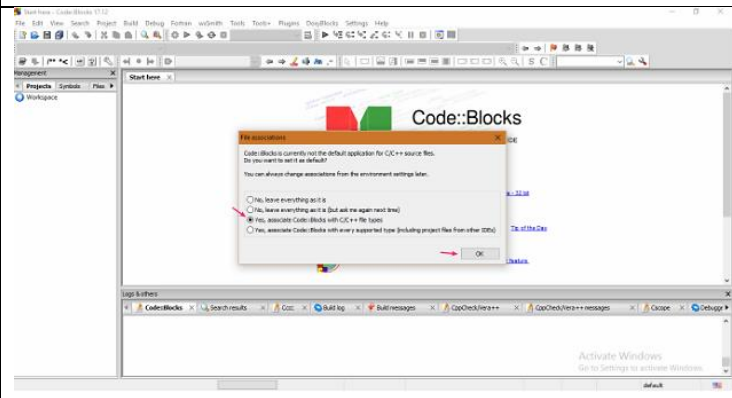 Start here - Code::Blocks 17.12
File Edit View Search Project Build Debug Fortran wxSmith Tools Tools+ Plugins DoxyBlocks Settings Help
Management
Start here
Projects Symbols Files
Workspace
Code::Blocks
File associations
Code::Blocks is currently not the default application for C/C++ source files.
Do you want to set it as default?
You can always change associations from the environment settings later.
No, leave everything as it is
No, leave everything as it is (but ask me again next time)
Yes, associate Code::Blocks with C/C++ file types
Yes, associate Code::Blocks with every supported type (including project files from other IDEs)
OK
- 32 bit
Tip of the Day
feature
Logs & others
Code::Blocks Search results Cccc Build log Build messages CppCheck/Vera++ CppCheck/Vera++ messages Cscope Debugger
Activate Windows
Go to Settings to activate Windows.
default